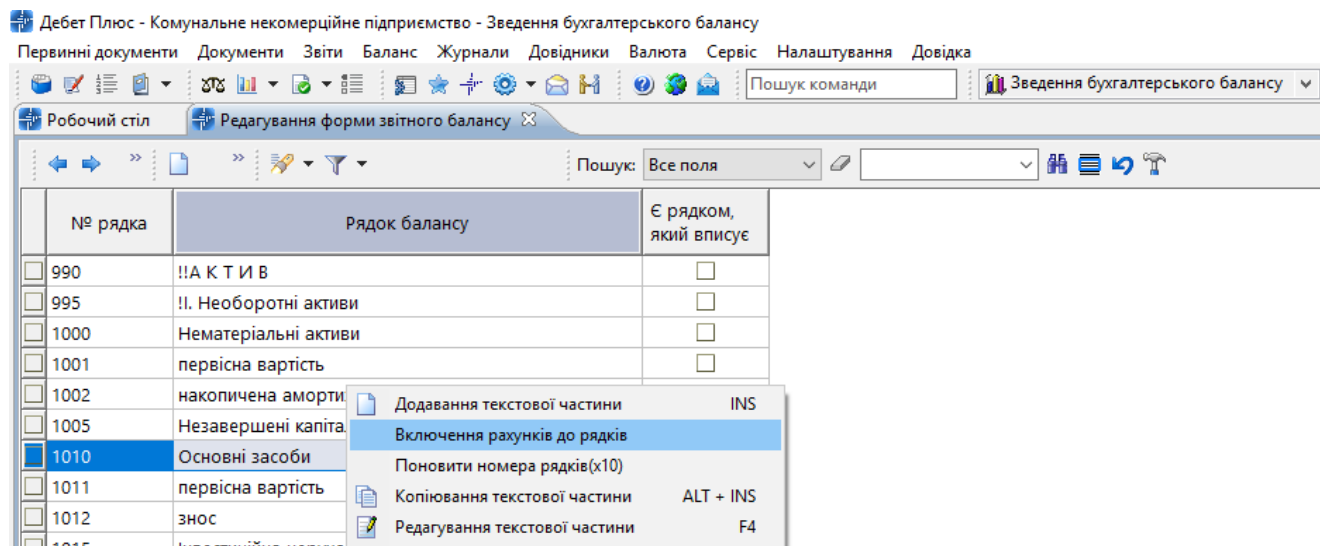 Дебет Плюс - Комунальне некомерційне підприємство - Зведення бухгалтерського балансу
Первинні документи Документи Звіти Баланс Журнали Довідники Валюта Сервіс Налаштування Довідка
Пошук команди Зведення бухгалтерського балансу
Робочий стіл Редагування форми звітного балансу
Пошук: Все поля
№ рядка Рядок балансу Є рядком,
який вписує
990 !!А К Т И В
995 !І. Необоротні активи
1000 Нематеріальні активи
1001 первісна вартість
1002 накопичена аморти
1005 Незавершені капіта
1010 Основні засоби
1011 первісна вартість
1012 знос
Додавання текстової частини INS
Включення рахунків до рядків
Поновити номера рядків(х10)
Копіювання текстової частини ALT + INS
Редагування текстової частини F4